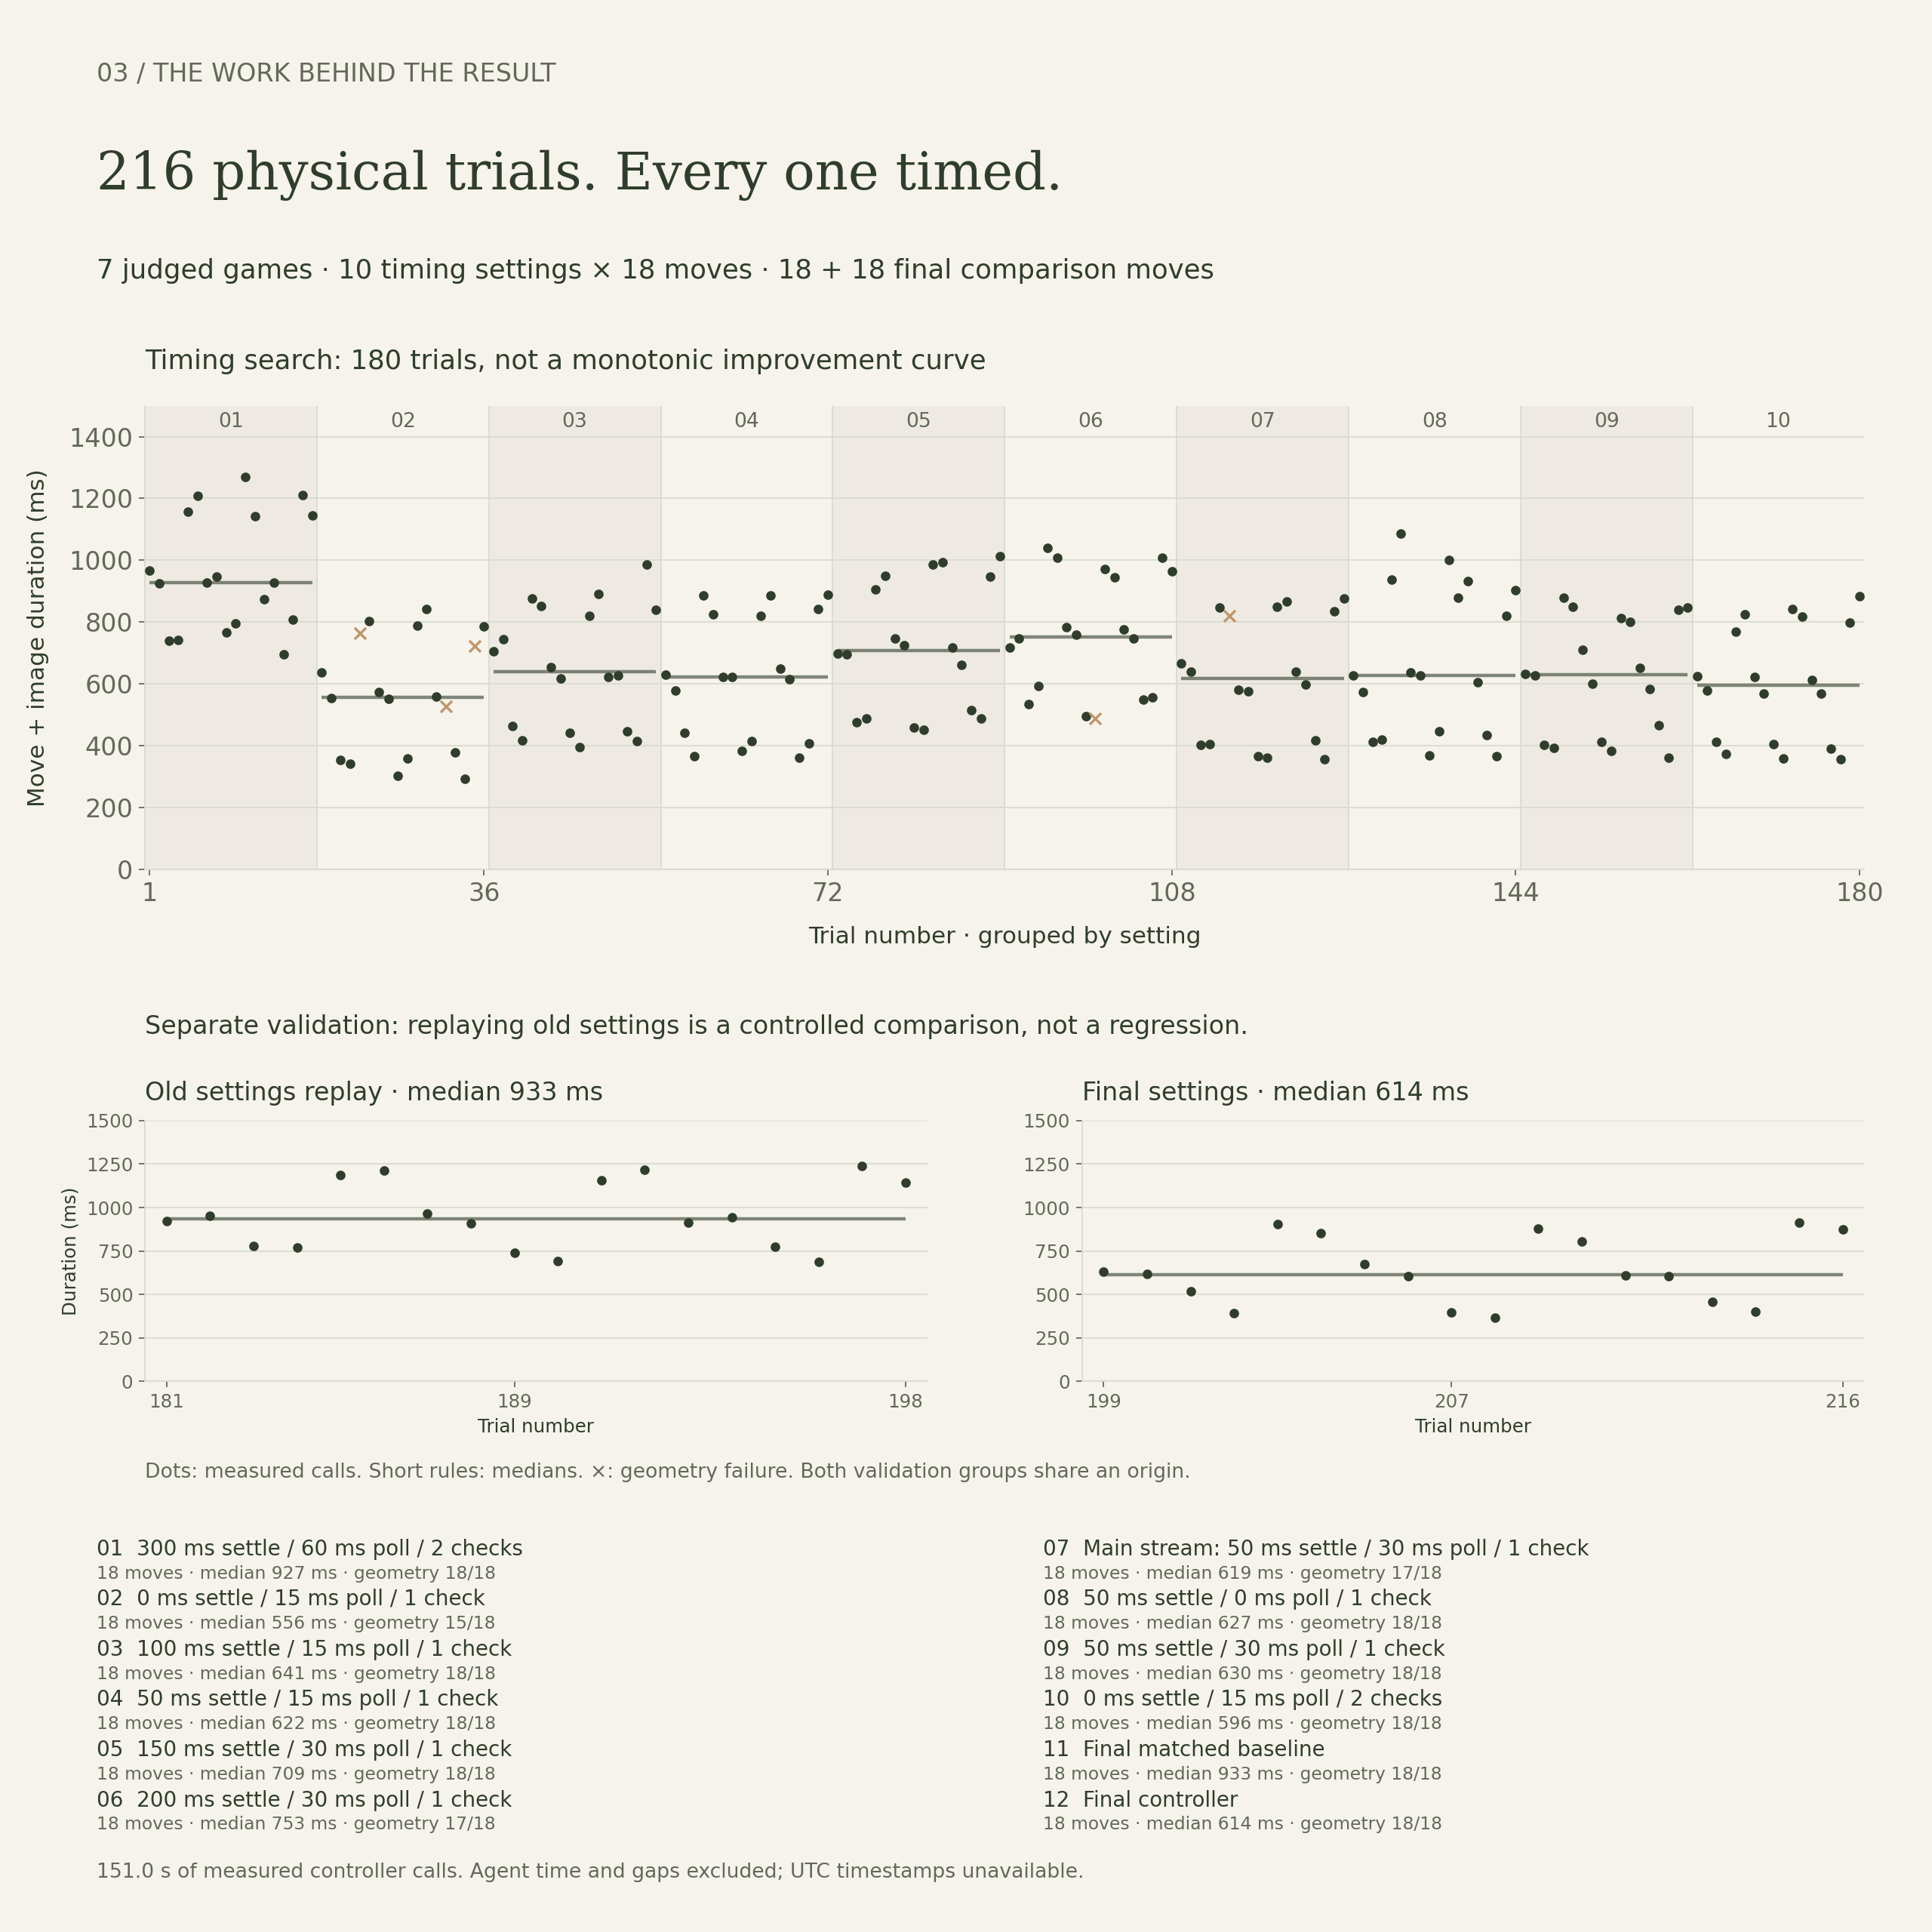 03 / THE WORK BEHIND THE RESULT
216 physical trials. Every one timed.
7 judged games · 10 timing settings × 18 moves · 18 + 18 final comparison moves
Timing search: 180 trials, not a monotonic improvement curve
01 02 03 04 05 06 07 08 09 10
1400
1200
1000
800
600
400
200
0
Move + image duration (ms)
1 36 72 108 144 180
Trial number · grouped by setting
Separate validation: replaying old settings is a controlled comparison, not a regression.
Old settings replay · median 933 ms
1500
1250
1000
750
500
250
0
Duration (ms)
181 189 198
Trial number
Final settings · median 614 ms
1500
1250
1000
750
500
250
0
199 207 216
Trial number
Dots: measured calls. Short rules: medians. ×: geometry failure. Both validation groups share an origin.
01 300 ms settle / 60 ms poll / 2 checks
18 moves · median 927 ms · geometry 18/18
02 0 ms settle / 15 ms poll / 1 check
18 moves · median 556 ms · geometry 15/18
03 100 ms settle / 15 ms poll / 1 check
18 moves · median 641 ms · geometry 18/18
04 50 ms settle / 15 ms poll / 1 check
18 moves · median 622 ms · geometry 18/18
05 150 ms settle / 30 ms poll / 1 check
18 moves · median 709 ms · geometry 18/18
06 200 ms settle / 30 ms poll / 1 check
18 moves · median 753 ms · geometry 17/18
07 Main stream: 50 ms settle / 30 ms poll / 1 check
18 moves · median 619 ms · geometry 17/18
08 50 ms settle / 0 ms poll / 1 check
18 moves · median 627 ms · geometry 18/18
09 50 ms settle / 30 ms poll / 1 check
18 moves · median 630 ms · geometry 18/18
10 0 ms settle / 15 ms poll / 2 checks
18 moves · median 596 ms · geometry 18/18
11 Final matched baseline
18 moves · median 933 ms · geometry 18/18
12 Final controller
18 moves · median 614 ms · geometry 18/18
151.0 s of measured controller calls. Agent time and gaps excluded; UTC timestamps unavailable.